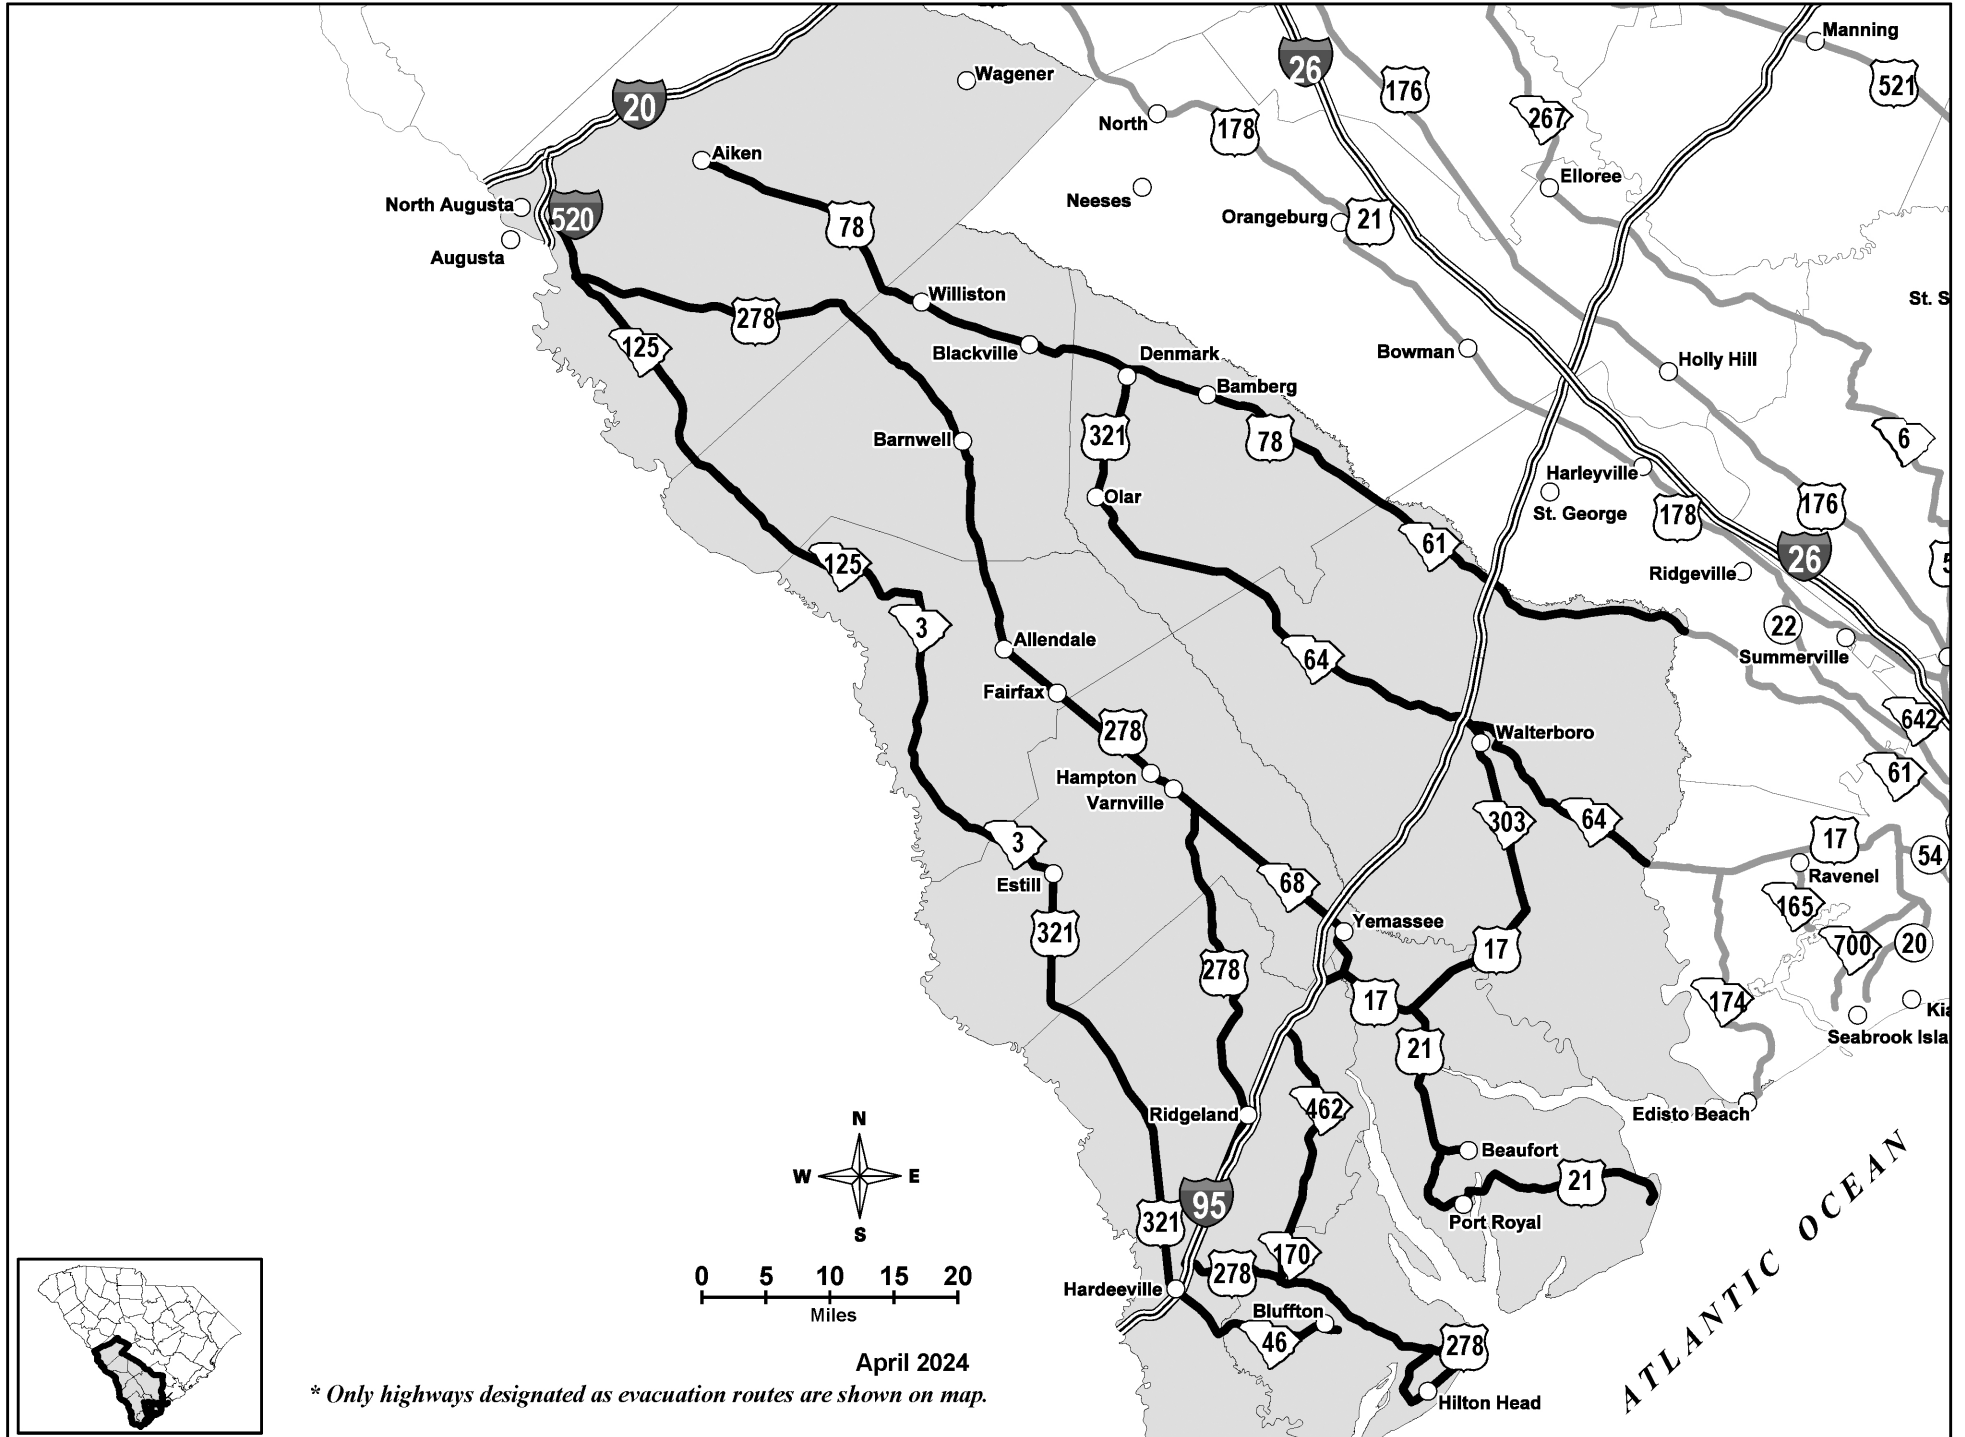 Manning
26
Wagener
176
521
20
267
North
178
Aiken
Elloree
Neeses
North Augusta
520
Orangeburg
21
78
Augusta
Williston
St. S
278
125
Blackville
Denmark
Bowman
Holly Hill
Bamberg
Barnwell
321
78
6
Harleyville
Olar
St. George
178
176
61
26
125
Ridgeville
3
22
Allendale
Summerville
64
Fairfax
642
278
Walterboro
61
Hampton
Varnville
303
64
17
3
54
Estill
68
Ravenel
165
Yemassee
321
17
700
20
278
17
174
Kia
Seabrook Isla
21
Ridgeland
462
Edisto Beach
N
W
E
S
Beaufort
21
95
321
Port Royal
170
0 5 10 15 20
Miles
278
Hardeeville
Bluffton
46
278
ATLANTIC OCEAN
April 2024
* Only highways designated as evacuation routes are shown on map.
Hilton Head